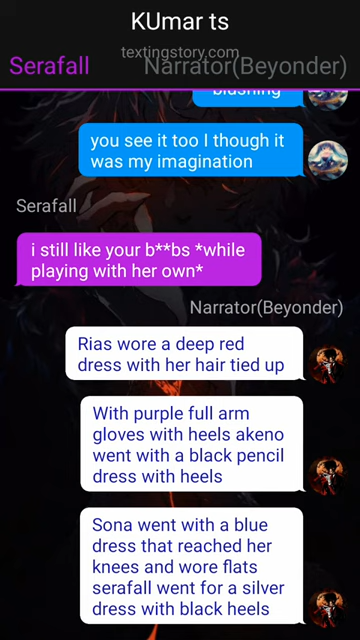 KUmar ts
textingstory.com
Serafall
Narrator(Beyonder)
blushing
you see it too I though it
was my imagination
Serafall
i still like your b**bs *while
playing with her own*
Narrator(Beyonder)
Rias wore a deep red
dress with her hair tied up
With purple full arm
gloves with heels akeno
went with a black pencil
dress with heels
Sona went with a blue
dress that reached her
knees and wore flats
serafall went for a silver
dress with black heels